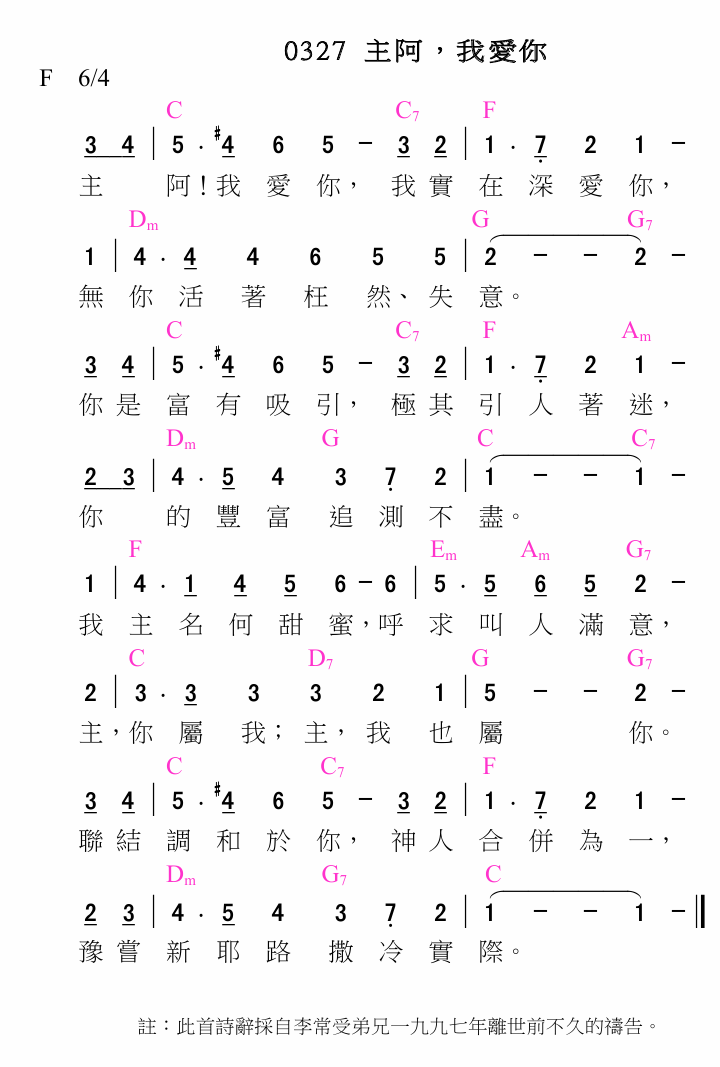 0327 主阿，我愛你
F 6/4
C C7 F
3 4 | 5 . #4 6 5 - 3 2 | 1 . 7 2 1 -
主 阿！我 愛 你， 我 實 在 深 愛 你，
Dm G G7
1 | 4 . 4 4 6 5 5 | 2 - - 2 -
無 你 活 著 枉 然、失 意。
C C7 F Am
3 4 | 5 . #4 6 5 - 3 2 | 1 . 7 2 1 -
你 是 富 有 吸 引， 極 其 引 人 著 迷，
Dm G C C7
2 3 | 4 . 5 4 3 7 2 | 1 - - 1 -
你 的 豐 富 追 測 不 盡。
F Em Am G7
1 | 4 . 1 4 5 6 - 6 | 5 . 5 6 5 2 -
我 主 名 何 甜 蜜，呼 求 叫 人 滿 意，
C D7 G G7
2 | 3 . 3 3 3 2 1 | 5 - - 2 -
主，你 屬 我；主，我 也 屬 你。
C C7 F
3 4 | 5 . #4 6 5 - 3 2 | 1 . 7 2 1 -
聯 結 調 和 於 你， 神 人 合 併 為 一，
Dm G7 C
2 3 | 4 . 5 4 3 7 2 | 1 - - 1 - ||
豫 嘗 新 耶 路 撒 冷 實 際。
註：此首詩辭採自李常受弟兄一九九七年離世前不久的禱告。